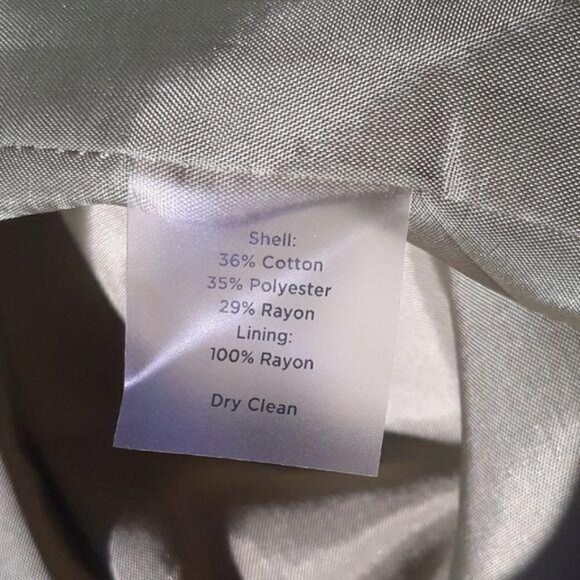 Shell:
36% Cotton
35% Polyester
29% Rayon
Lining:
100% Rayon
Dry Clean